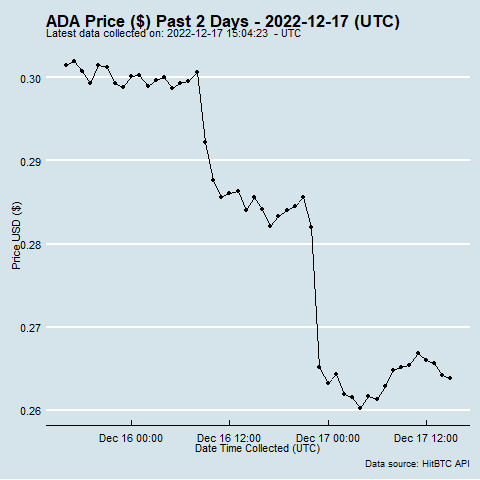 ADA Price ($) Past 2 Days - 2022-12-17 (UTC)
Latest data collected on: 2022-12-17 15:04:23  - UTC
0.30
0.29
0.28
0.27
0.26
Price USD ($)
Dec 16 00:00
Dec 16 12:00
Dec 17 00:00
Dec 17 12:00
Date Time Collected (UTC)
Data source: HitBTC API